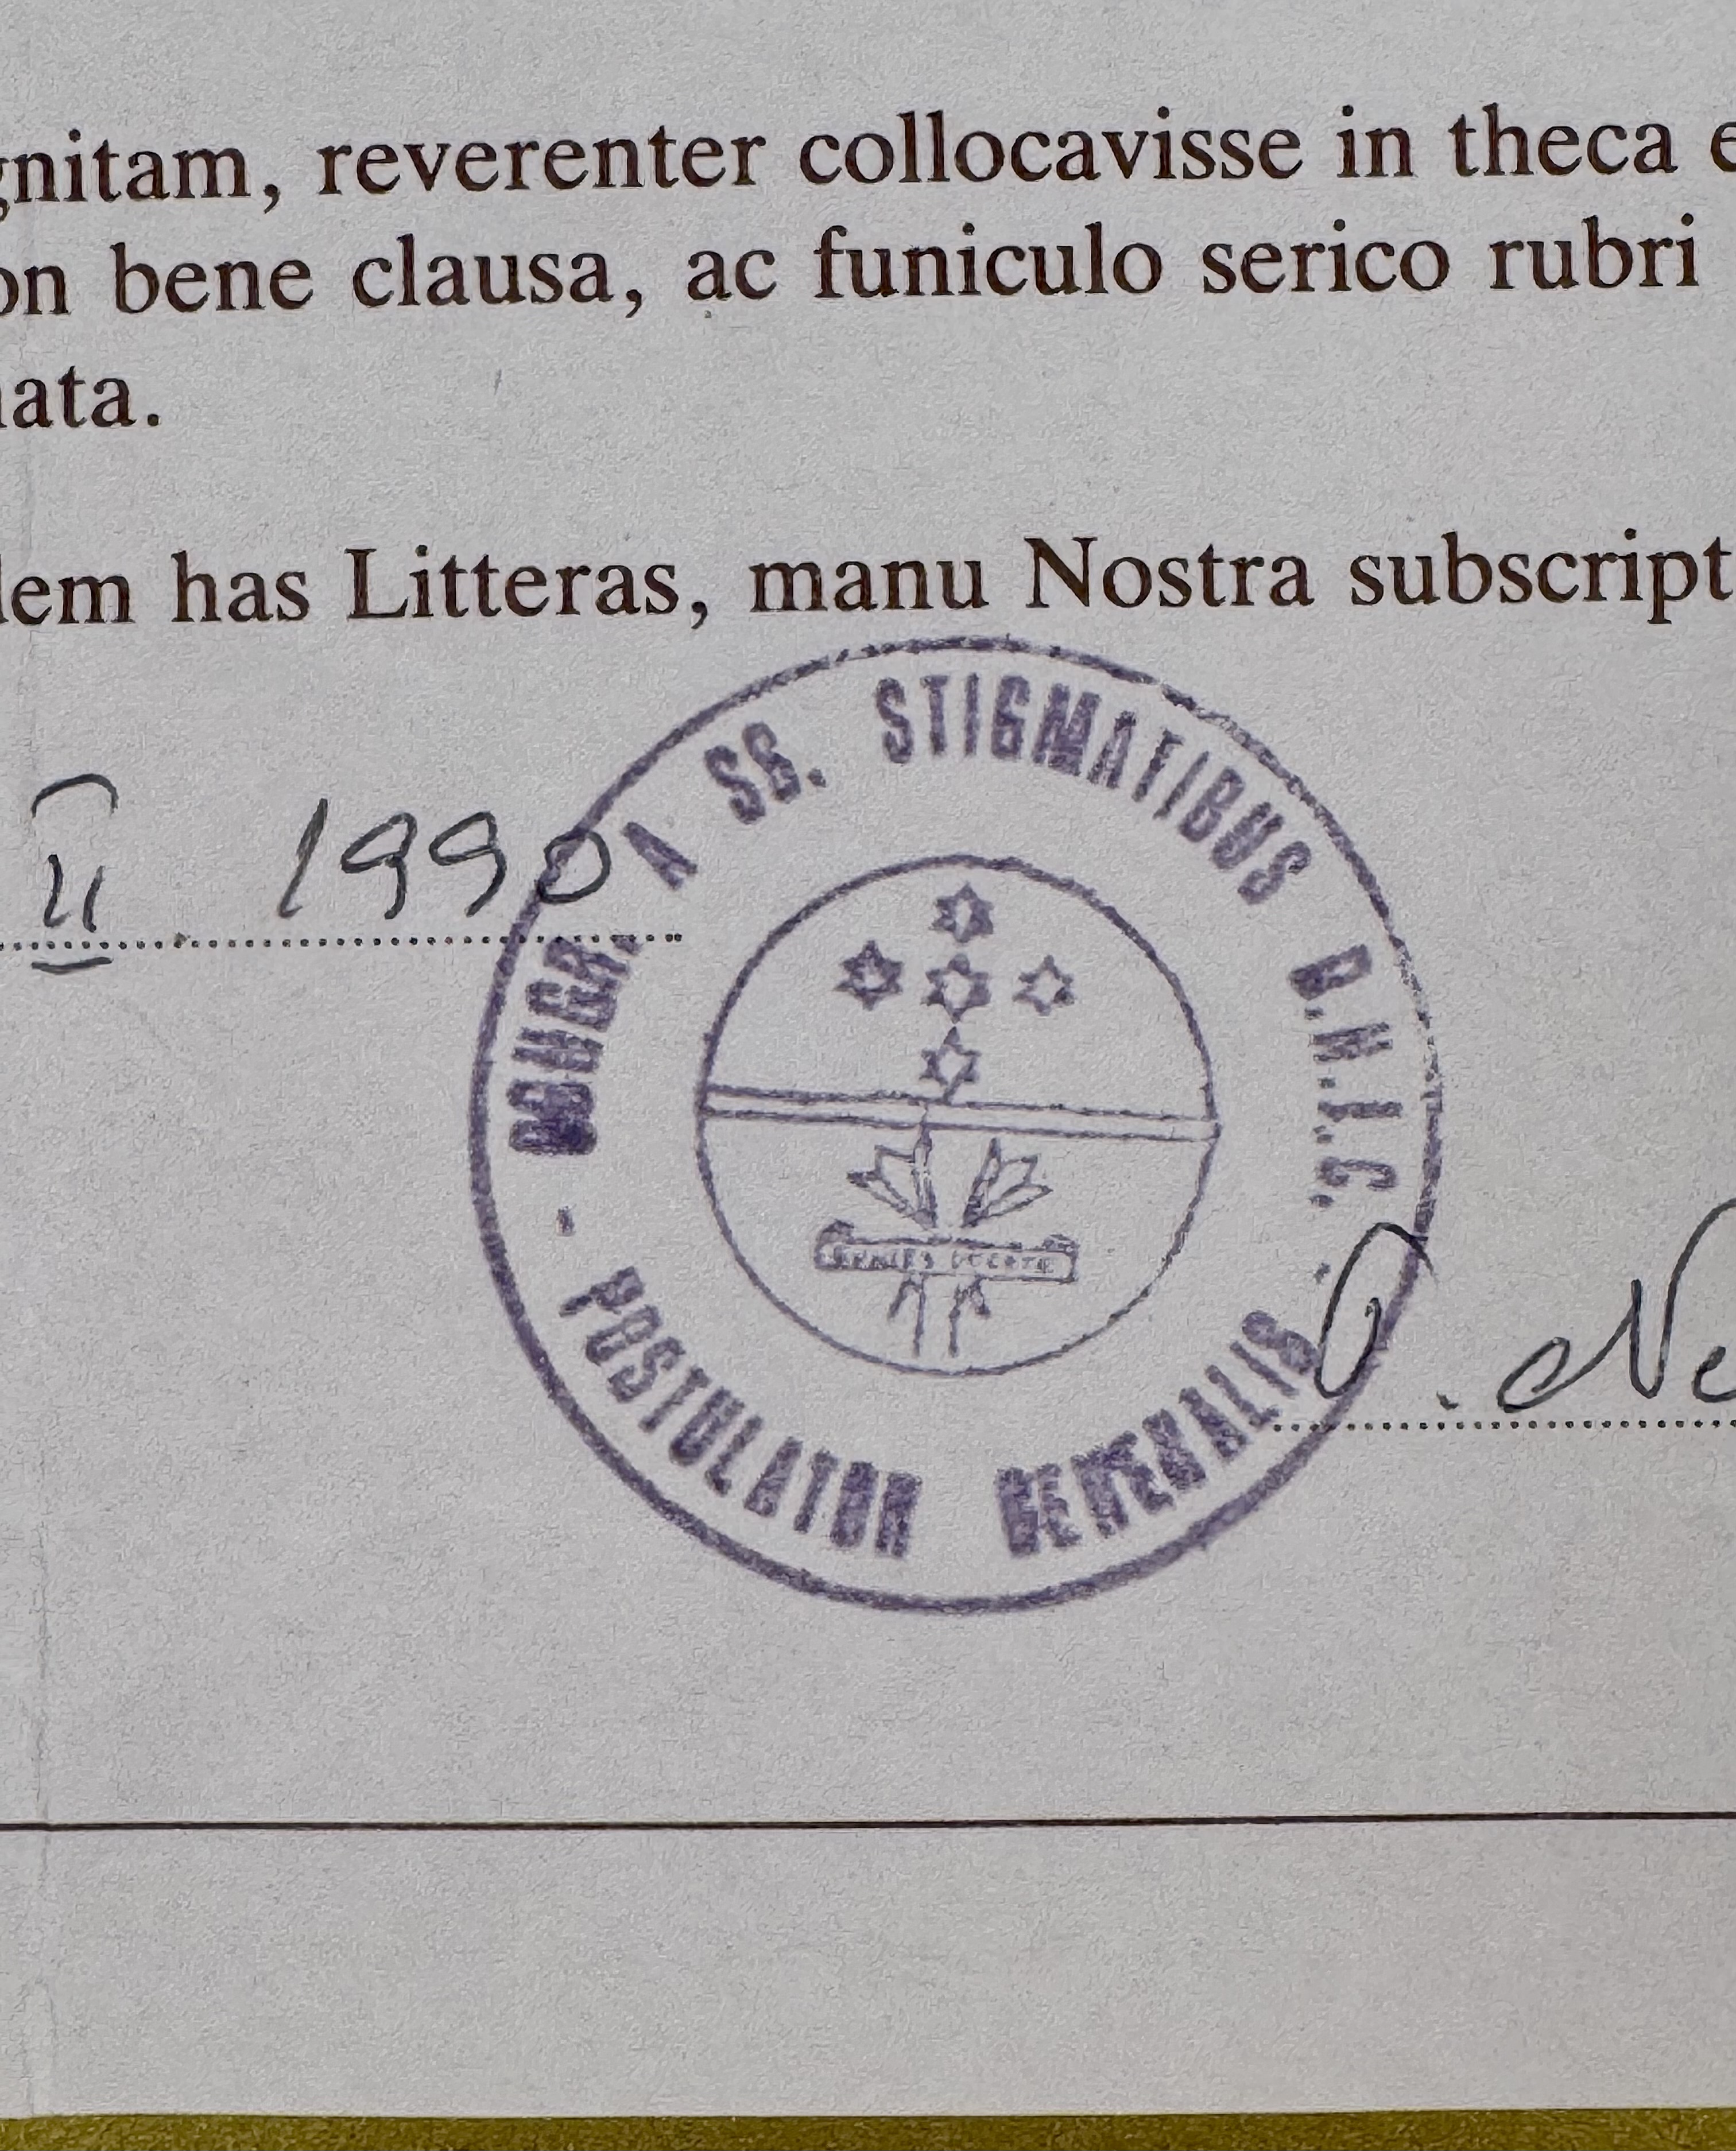 gnitam, reverenter collocavisse in theca e
on bene clausa, ac funiculo serico rubri
ata.
dem has Litteras, manu Nostra subscript
II 1990
CONGR. A SS. STIGMATIBUS D.N.I.C.
- POSTULATOR GENERALIS